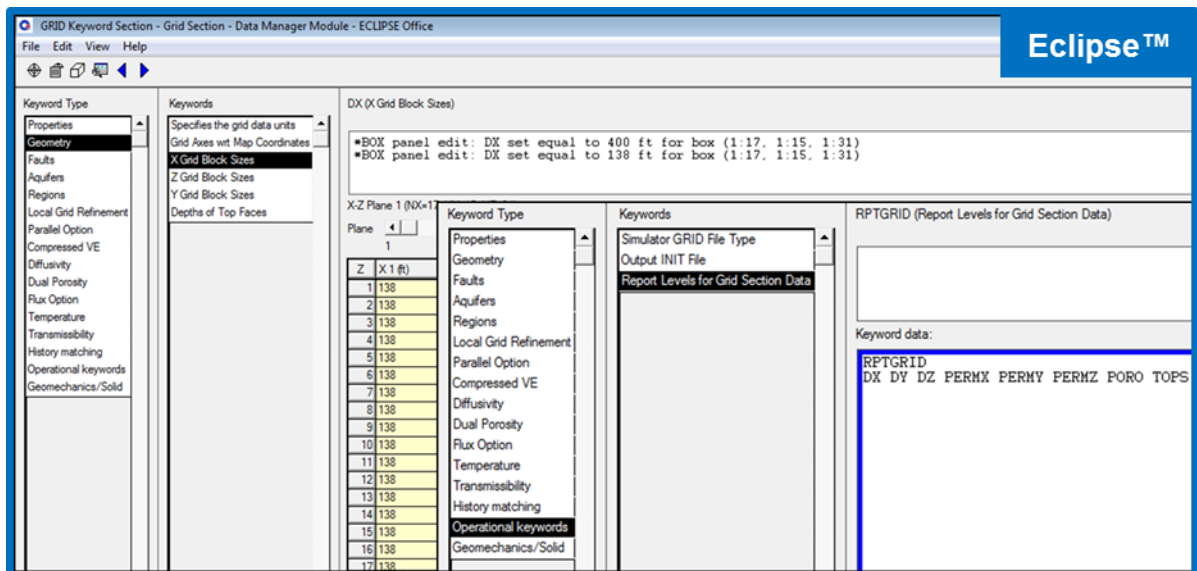 GRID Keyword Section - Grid Section - Data Manager Module - ECLIPSE Office
Eclipse™
File Edit View Help
Keyword Type
Properties
Geometry
Faults
Aquifers
Regions
Local Grid Refinement
Parallel Option
Compressed VE
Diffusivity
Dual Porosity
Flux Option
Temperature
Transmissibility
History matching
Operational keywords
Geomechanics/Solid
Keywords
Specifies the grid data units
Grid Axes wrt Map Coordinates
X Grid Block Sizes
Z Grid Block Sizes
Y Grid Block Sizes
Depths of Top Faces
DX (X Grid Block Sizes)
*BOX panel edit: DX set equal to 400 ft for box (1:17, 1:15, 1:31)
*BOX panel edit: DX set equal to 138 ft for box (1:17, 1:15, 1:31)
X-Z Plane 1 (NX=17
Plane
1
Z X 1 (ft)
1 138
2 138
3 138
4 138
5 138
6 138
7 138
8 138
9 138
10 138
11 138
12 138
13 138
14 138
15 138
16 138
17 138
Keyword Type
Properties
Geometry
Faults
Aquifers
Regions
Local Grid Refinement
Parallel Option
Compressed VE
Diffusivity
Dual Porosity
Flux Option
Temperature
Transmissibility
History matching
Operational keywords
Geomechanics/Solid
Keywords
Simulator GRID File Type
Output INIT File
Report Levels for Grid Section Data
RPTGRID (Report Levels for Grid Section Data)
Keyword data:
RPTGRID
DX DY DZ PERMX PERMY PERMZ PORO TOPS